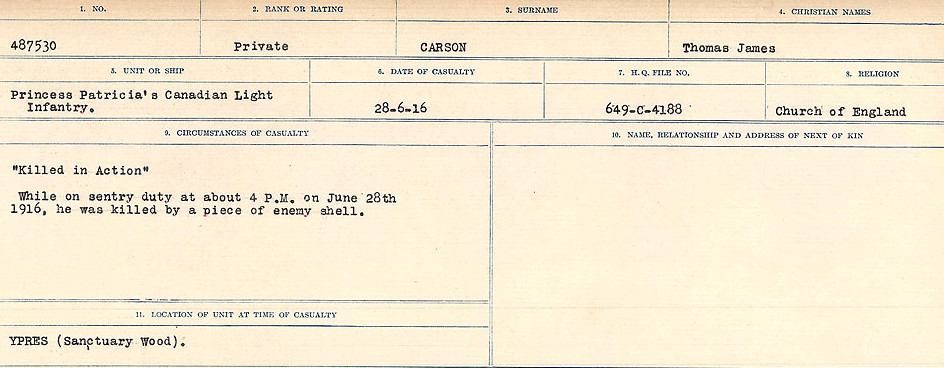 1. NO.
2. RANK OR RATING
3. SURNAME
4. CHRISTIAN NAMES
487530
Private
CARSON
Thomas James
5. UNIT OR SHIP
6. DATE OF CASUALTY
7. H.Q. FILE NO.
8. RELIGION
Princess Patricia's Canadian Light
Infantry.
28-6-16
649-C-4188
Church of England
9. CIRCUMSTANCES OF CASUALTY
10. NAME, RELATIONSHIP AND ADDRESS OF NEXT OF KIN
"Killed in Action"
While on sentry duty at about 4 P.M. on June 28th
1916, he was killed by a piece of enemy shell.
11. LOCATION OF UNIT AT TIME OF CASUALTY
YPRES (Sanctuary Wood).